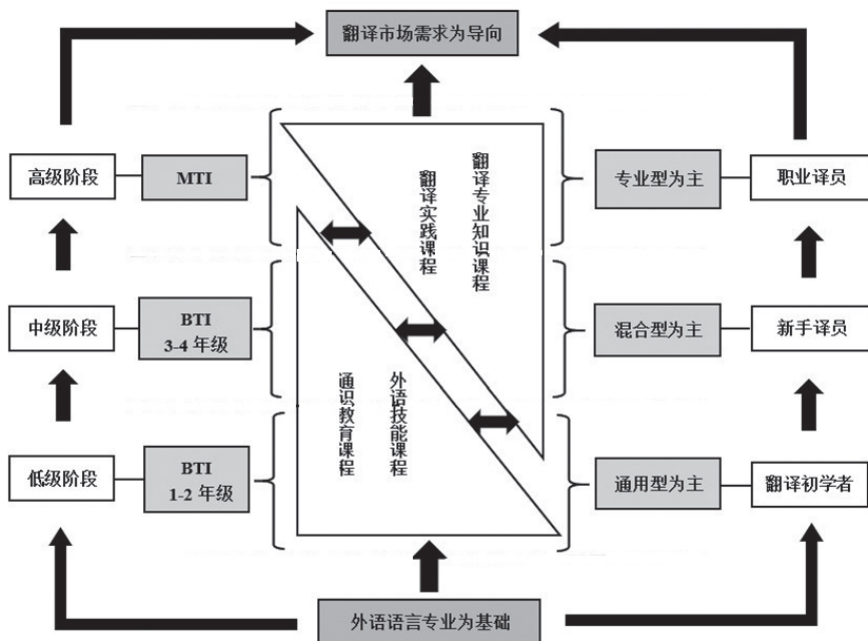 翻译市场需求为导向
高级阶段
MTI
翻译专业知识课程
翻译实践课程
专业型为主
职业译员
中级阶段
BTI
3-4 年级
混合型为主
新手译员
外语技能课程
通识教育课程
低级阶段
BTI
1-2 年级
通用型为主
翻译初学者
外语语言专业为基础